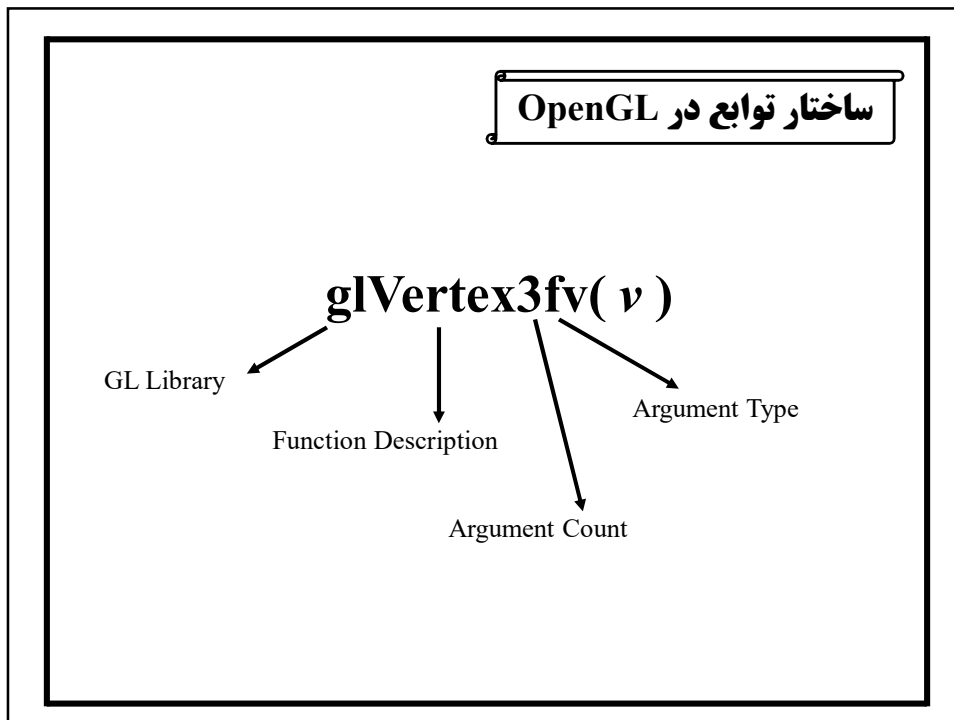 ساختار توابع در OpenGL
glVertex3fv( v )
GL Library
Argument Type
Function Description
Argument Count